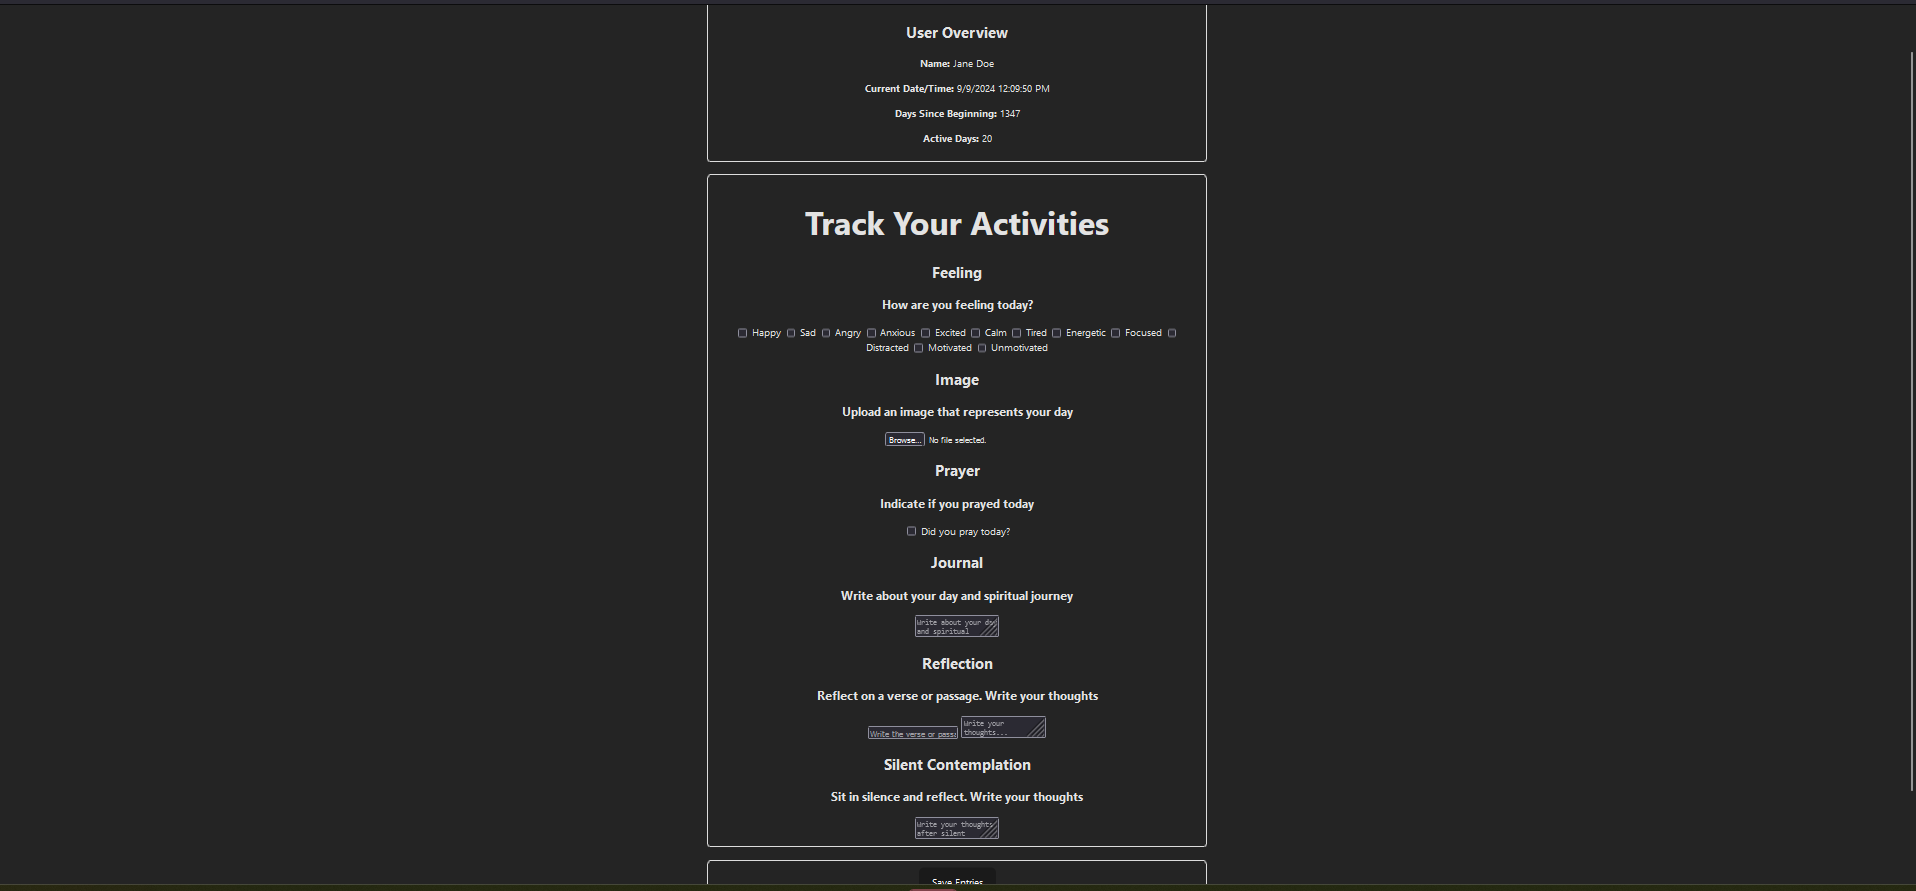 User Overview
Name: Jane Doe
Current Date/Time: 9/9/2024 12:09:50 PM
Days Since Beginning: 1347
Active Days: 20
Track Your Activities
Feeling
How are you feeling today?
Happy Sad Angry Anxious Excited Calm Tired Energetic Focused
Distracted Motivated Unmotivated
Image
Upload an image that represents your day
Browse... No file selected.
Prayer
Indicate if you prayed today
Did you pray today?
Journal
Write about your day and spiritual journey
Write about your day
and spiritual
Reflection
Reflect on a verse or passage. Write your thoughts
Write your
Write the verse or pass
thoughts...
Silent Contemplation
Sit in silence and reflect. Write your thoughts
Write your thoughts
after silent
Save Entries